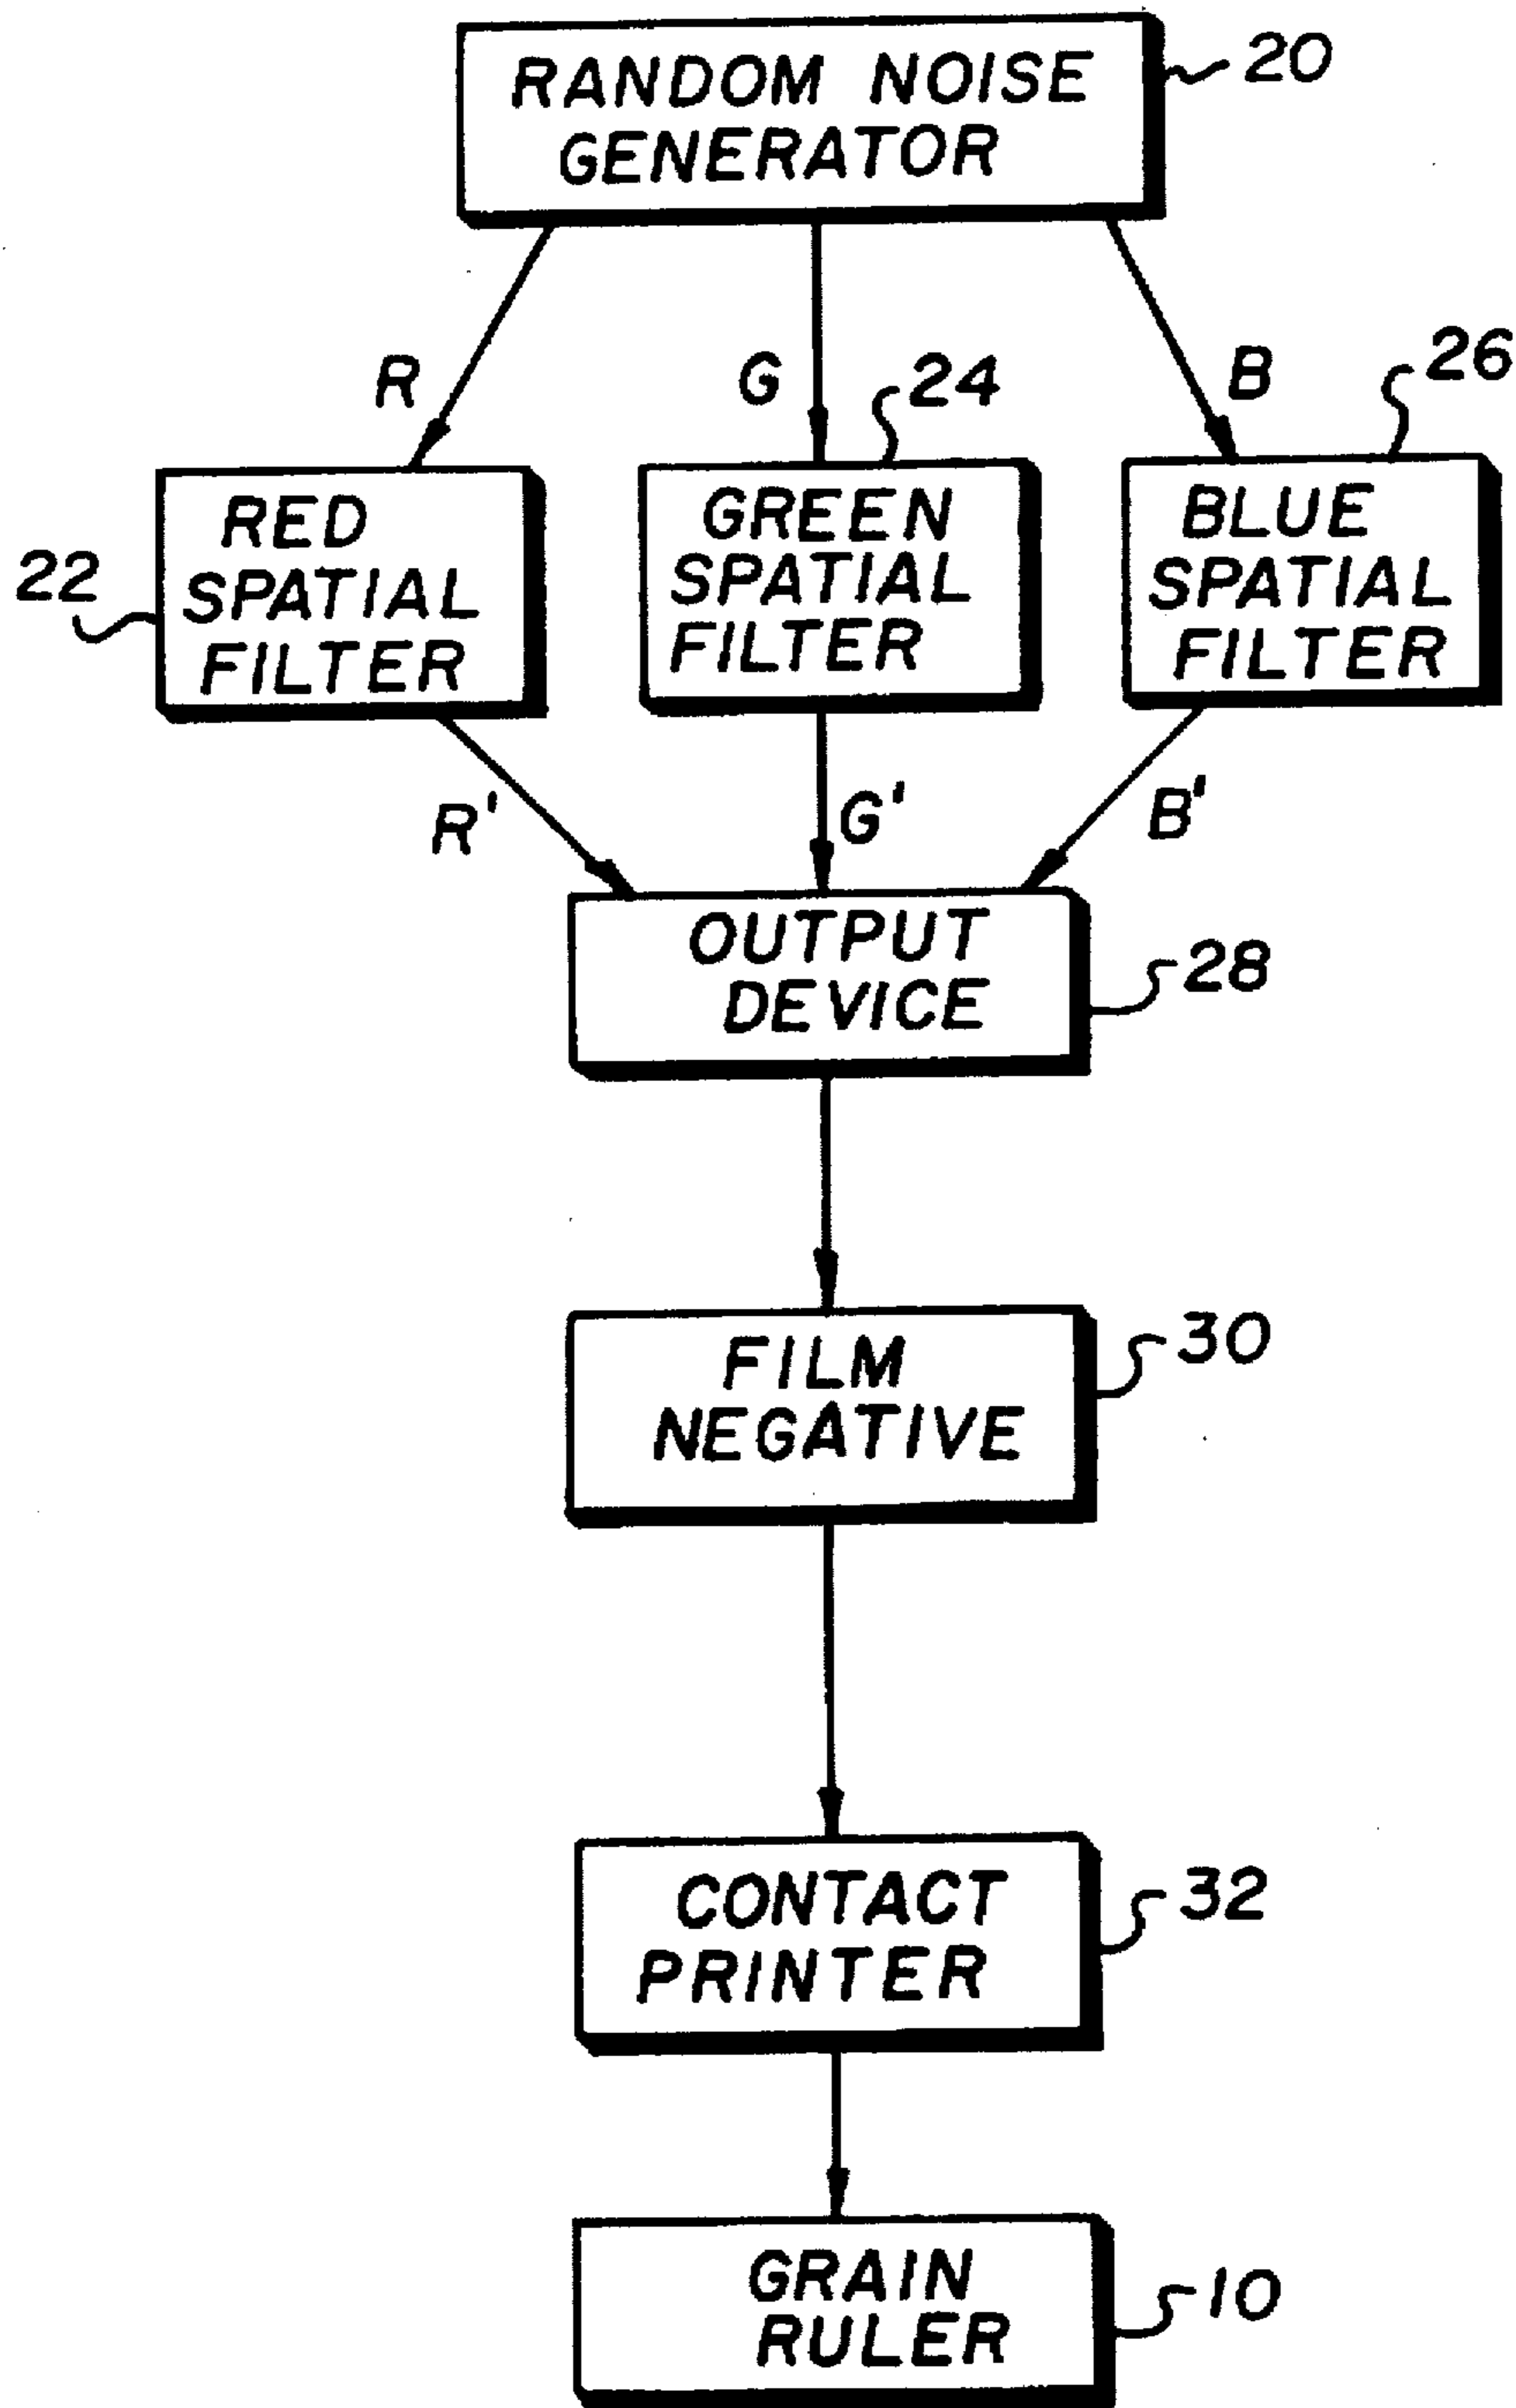 RANDOM NOISE
GENERATOR
20
R
G
24
B
26
22
RED
SPATIAL
FILTER
GREEN
SPATIAL
FILTER
BLUE
SPATIAL
FILTER
R'
G'
B'
OUTPUT
DEVICE
28
FILM
NEGATIVE
30
CONTACT
PRINTER
32
GRAIN
RULER
10